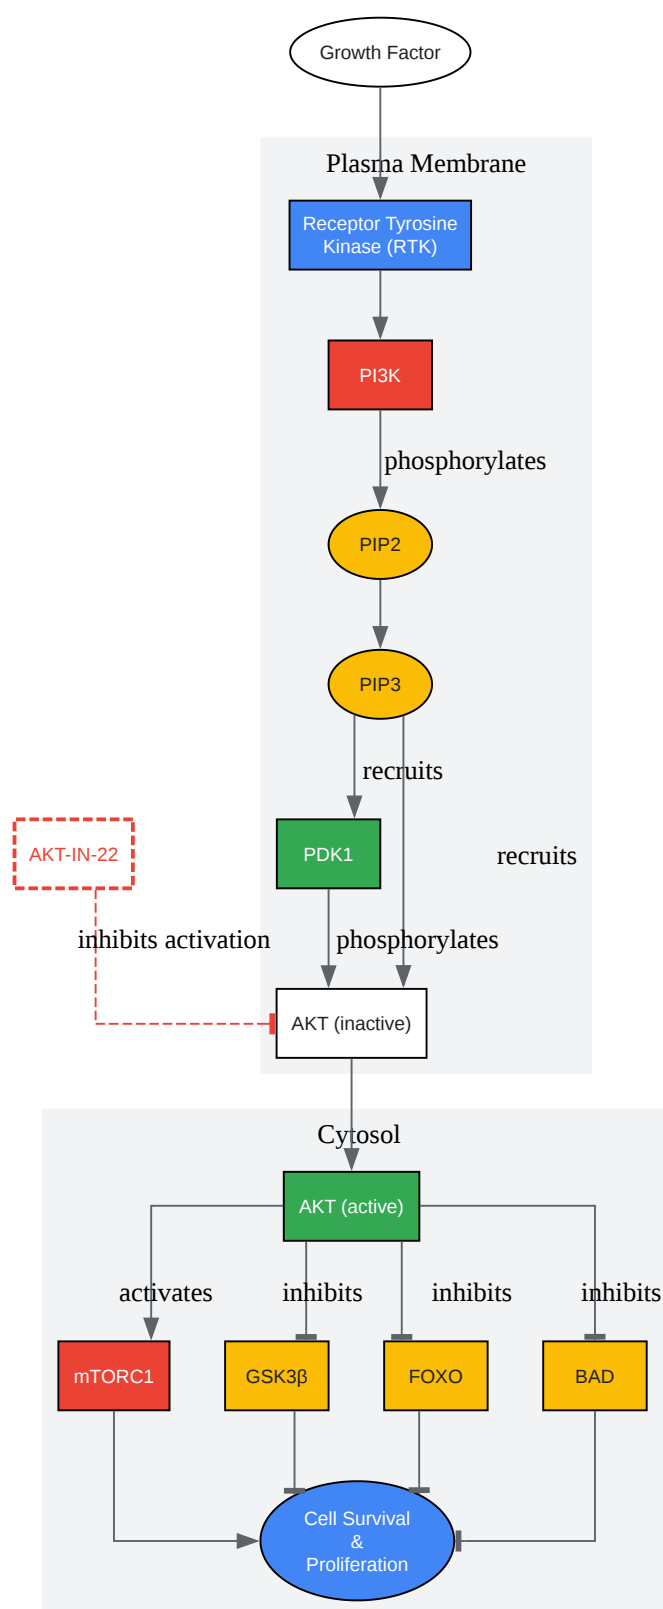 Growth Factor
Plasma Membrane
Receptor Tyrosine
Kinase (RTK)
PI3K
phosphorylates
PIP2
PIP3
recruits
AKT-IN-22
PDK1
recruits
inhibits activation
phosphorylates
AKT (inactive)
Cytosol
AKT (active)
activates
inhibits
inhibits
inhibits
mTORC1
GSK3β
FOXO
BAD
Cell Survival
&
Proliferation